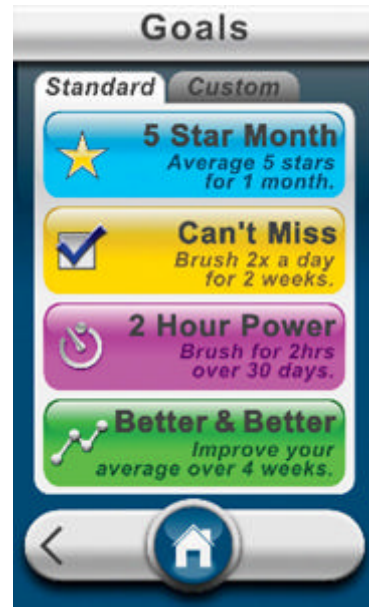 Goals
Standard Custom
5 Star Month
Average 5 stars
for 1 month.
Can't Miss
Brush 2x a day
for 2 weeks.
2 Hour Power
Brush for 2hrs
over 30 days.
Better & Better
Improve your
average over 4 weeks.